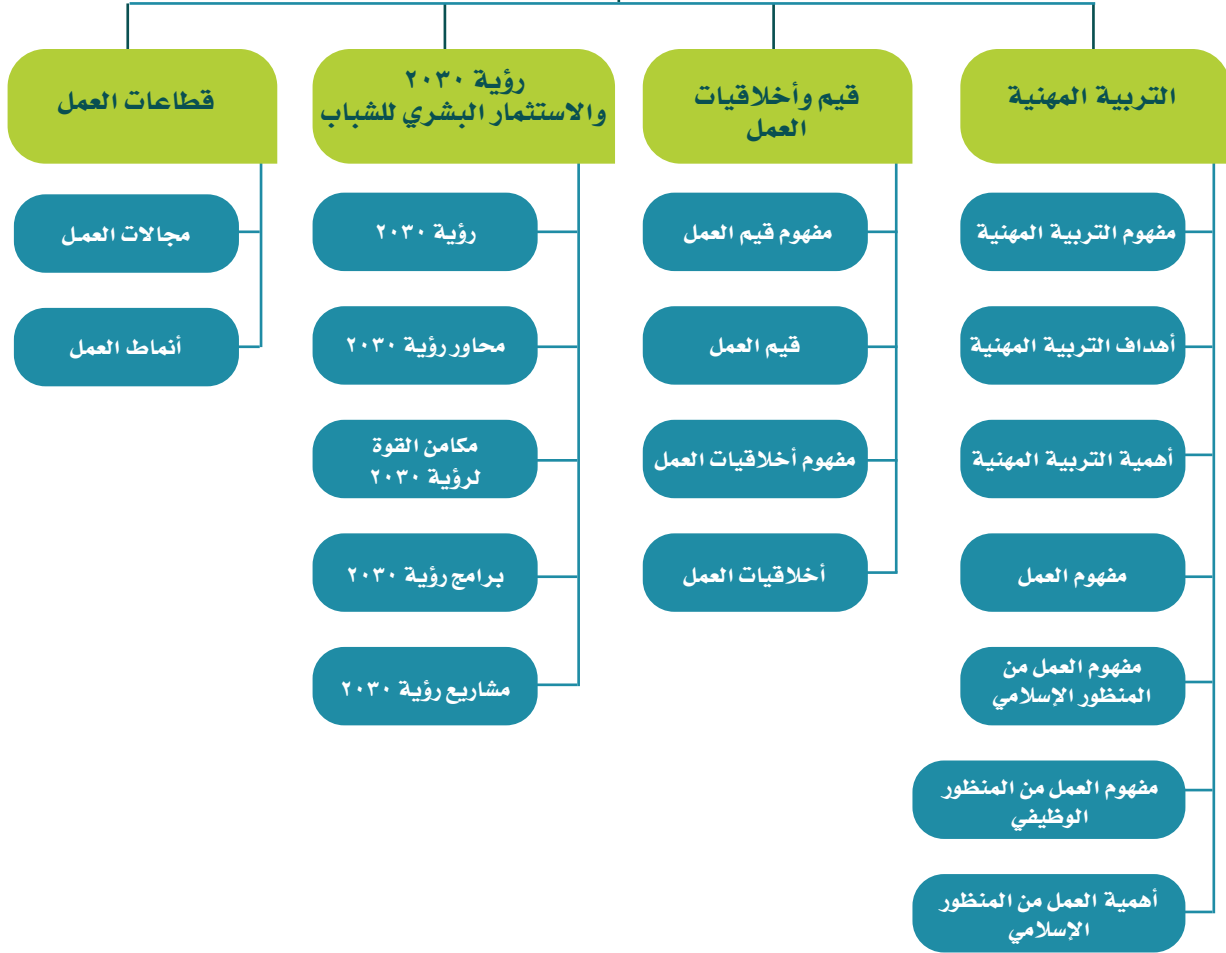 التربية المهنية
مفهوم التربية المهنية
أهداف التربية المهنية
أهمية التربية المهنية
مفهوم العمل
مفهوم العمل من
المنظور الإسلامي
مفهوم العمل من المنظور
الوظيفي
أهمية العمل من المنظور
الإسلامي
قيم وأخلاقيات
العمل
مفهوم قيم العمل
قيم العمل
مفهوم أخلاقيات العمل
أخلاقيات العمل
رؤية ٢٠٣٠
والاستثمار البشري للشباب
رؤية ٢٠٣٠
محاور رؤية ٢٠٣٠
مكامن القوة
لرؤية ٢٠٣٠
برامج رؤية ٢٠٣٠
مشاريع رؤية ٢٠٣٠
قطاعات العمل
مجالات العمل
أنماط العمل